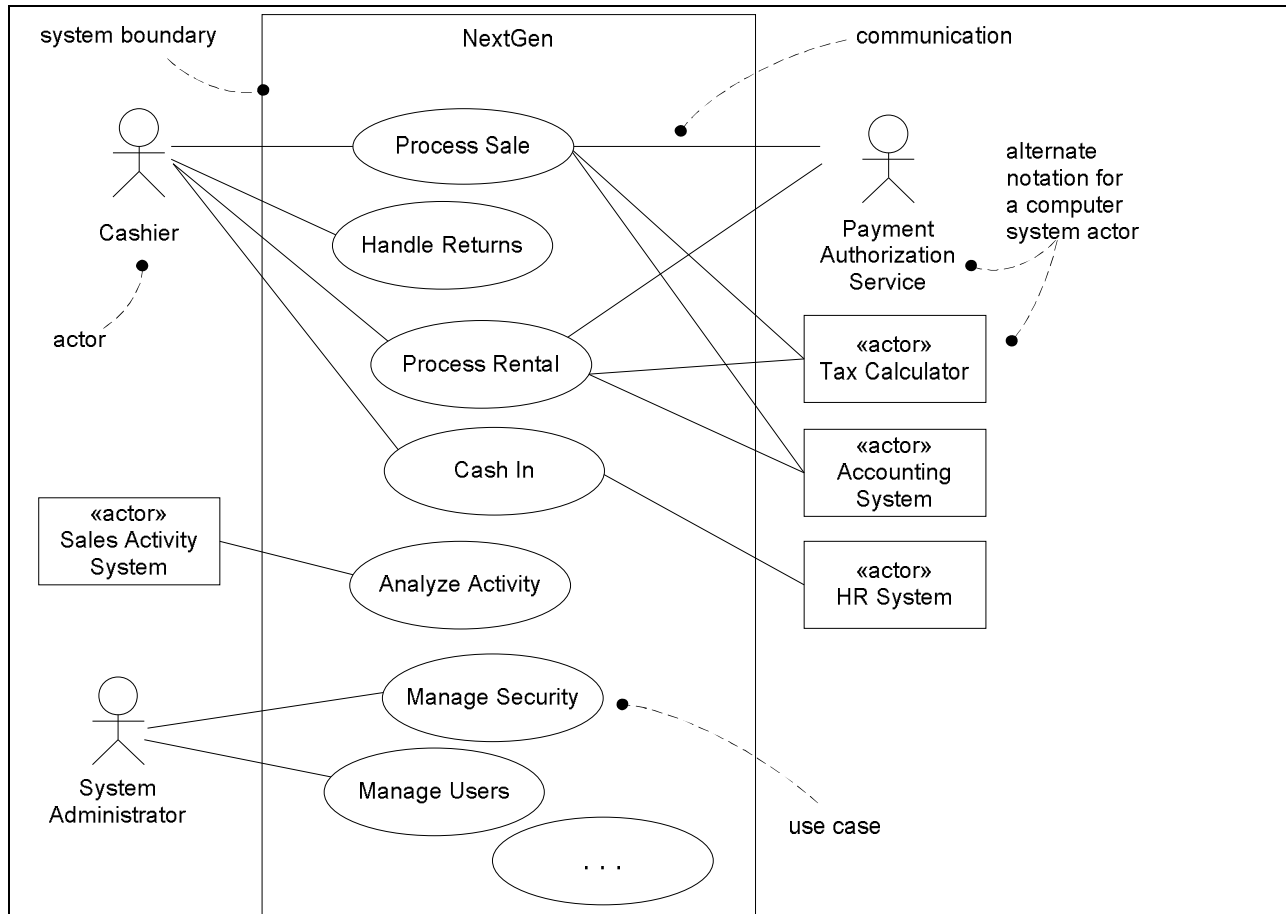 system boundary
NextGen
communication
Process Sale
alternate
notation for
a computer
system actor
Cashier
Handle Returns
Payment
Authorization
Service
actor
Process Rental
«actor»
Tax Calculator
Cash In
«actor»
Accounting
System
«actor»
Sales Activity
System
Analyze Activity
«actor»
HR System
Manage Security
System
Administrator
Manage Users
use case
. . .